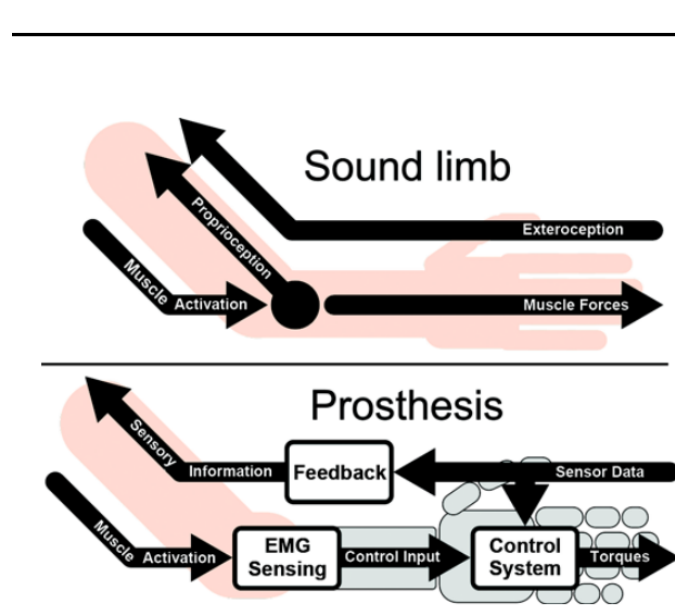 Sound limb
Exteroception
Proprioception
Muscle Activation
Muscle Forces
Prosthesis
Sensory Information
Feedback
Sensor Data
Muscle Activation
EMG
Sensing
Control Input
Control
System
Torques